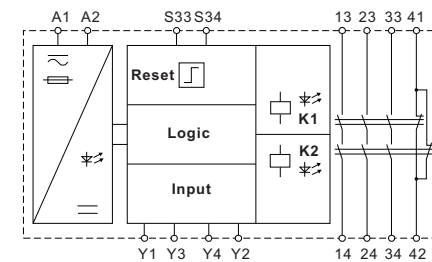 A1 A2 S33 S34 13 23 33 41
Reset
K1
Logic
K2
Input
Y1 Y3 Y4 Y2 14 24 34 42